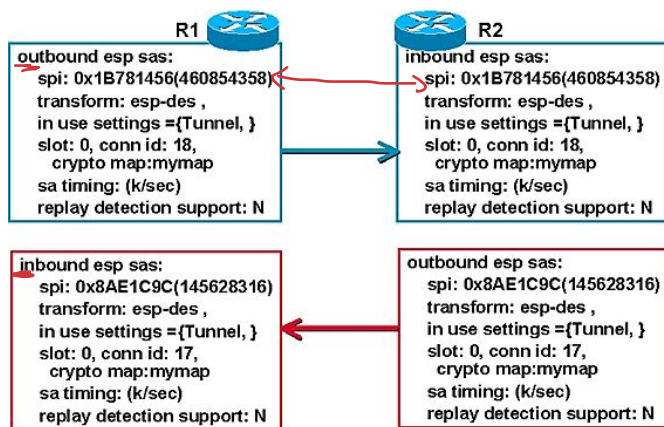 R1
outbound esp sas:
spi: 0x1B781456(460854358)
transform: esp-des ,
in use settings ={Tunnel, }
slot: 0, conn id: 18,
crypto map:mymap
sa timing: (k/sec)
replay detection support: N
R2
inbound esp sas:
spi: 0x1B781456(460854358)
transform: esp-des ,
in use settings ={Tunnel, }
slot: 0, conn id: 18,
crypto map:mymap
sa timing: (k/sec)
replay detection support: N
inbound esp sas:
spi: 0x8AE1C9C(145628316)
transform: esp-des ,
in use settings ={Tunnel, }
slot: 0, conn id: 17,
crypto map:mymap
sa timing: (k/sec)
replay detection support: N
outbound esp sas:
spi: 0x8AE1C9C(145628316)
transform: esp-des ,
in use settings ={Tunnel, }
slot: 0, conn id: 17,
crypto map:mymap
sa timing: (k/sec)
replay detection support: N